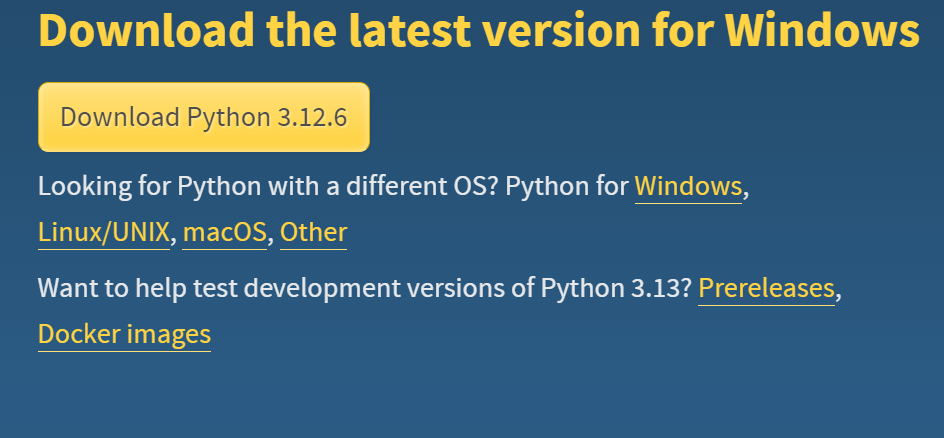 Download the latest version for Windows
Download Python 3.12.6
Looking for Python with a different OS? Python for Windows,
Linux/UNIX, macOS, Other
Want to help test development versions of Python 3.13? Prereleases,
Docker images